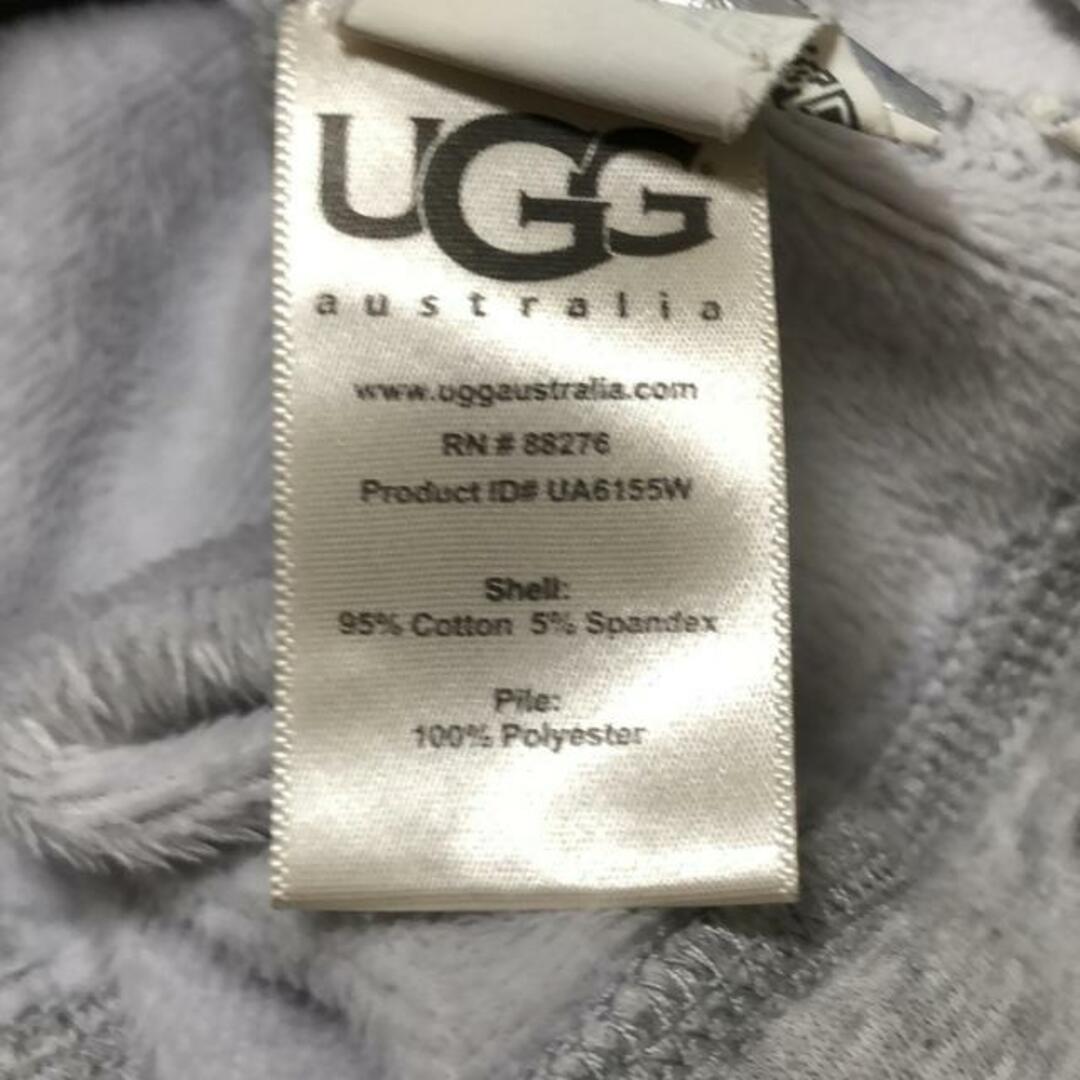 UGG
australia
www.uggaustralia.com
RN # 88276
Product ID# UA6155W
Shell:
95% Cotton 5% Spandex
Pile:
100% Polyester